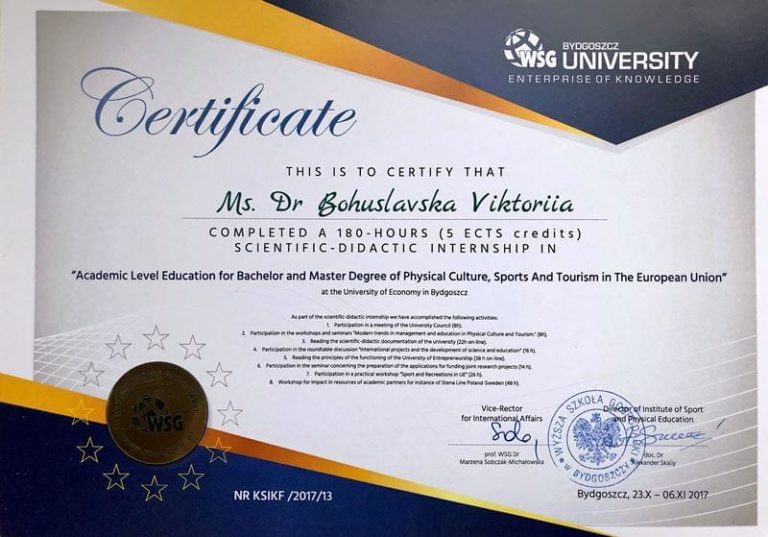 WSG
BYDGOSZCZ
UNIVERSITY
ENTERPRISE OF KNOWLEDGE
Certificate
THIS IS TO CERTIFY THAT
Ms. Dr Bohuslavska Viktoriia
COMPLETED A 180-HOURS (5 ECTS credits)
SCIENTIFIC-DIDACTIC INTERNSHIP IN
"Academic Level Education for Bachelor and Master Degree of Physical Culture, Sports And Tourism in The European Union"
at the University of Economy in Bydgoszcz
As part of the scientific-didactic internship we have accomplished the following activities:
1. Participation in a meeting of the University Council (8h).
2. Participation in the workshops and seminars "Modern trends in management and education in Physical Culture and Tourism." (8h).
3. Reading the scientific-didactic documentation of the university (22h on-line).
4. Participation in the roundtable discussion "International projects and the development of science and education" (16 h).
5. Reading the principles of the functioning of the University of Entrepreneurship (38 h on-line).
6. Participation in the seminar concerning the preparation of the applications for funding joint research projects (14 h).
7. Participation in a practical workshop "Sport and Recreations in UE" (26 h).
8. Workshop for impact in resources of academic partners for instance of Stena Line Poland-Sweden (48 h).
WSG
Vice-Rector
for International Affairs
prof. WSG Dr
Marzena Sobczak-Michałowska
WYŻSZA SZKOŁA
w BYDGOSZCZY
Director of Institute of Sport
and Physical Education
doc. Dr
Alexander Skaliy
NR KSIKF /2017/13
Bydgoszcz, 23.X – 06.XI 2017